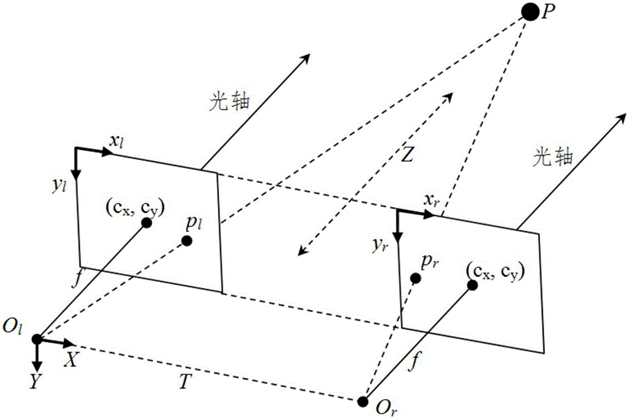 P
光轴
x_l
Z
光轴
y_l
(c_x, c_y)
p_l
x_r
y_r
p_r
(c_x, c_y)
f
O_l
X
Y
T
f
O_r